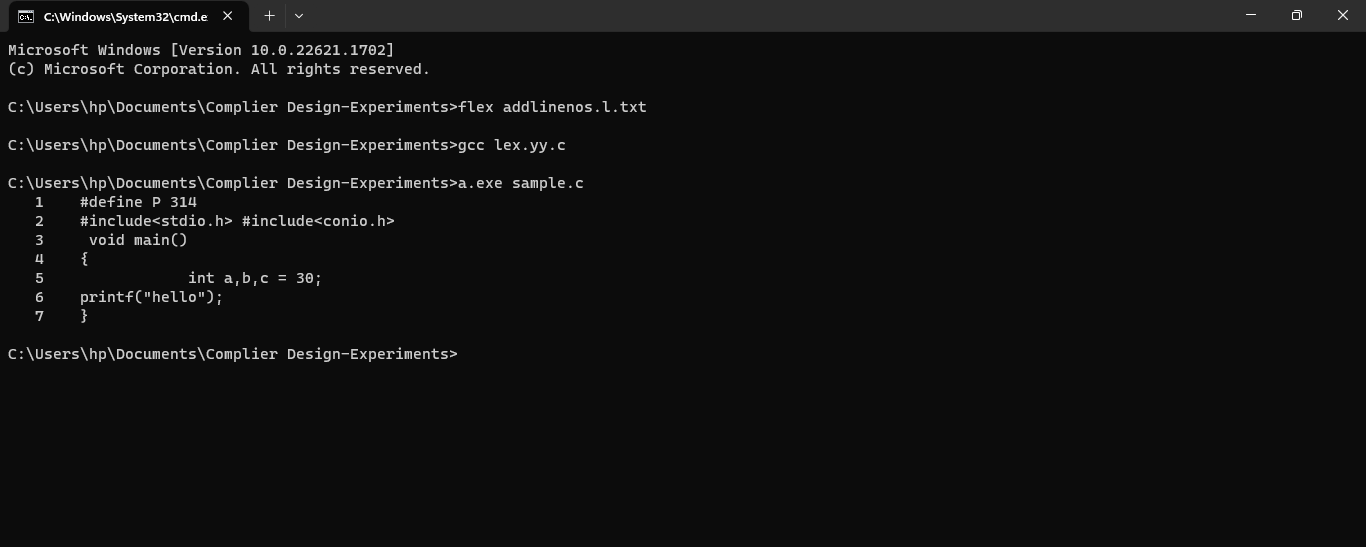 C:\Windows\System32\cmd.e
Microsoft Windows [Version 10.0.22621.1702]
(c) Microsoft Corporation. All rights reserved.
C:\Users\hp\Documents\Complier Design-Experiments>flex addlinenos.l.txt
C:\Users\hp\Documents\Complier Design-Experiments>gcc lex.yy.c
C:\Users\hp\Documents\Complier Design-Experiments>a.exe sample.c
   1    #define P 314
   2    #include<stdio.h> #include<conio.h>
   3     void main()
   4    {
   5                int a,b,c = 30;
   6    printf("hello");
   7    }
C:\Users\hp\Documents\Complier Design-Experiments>